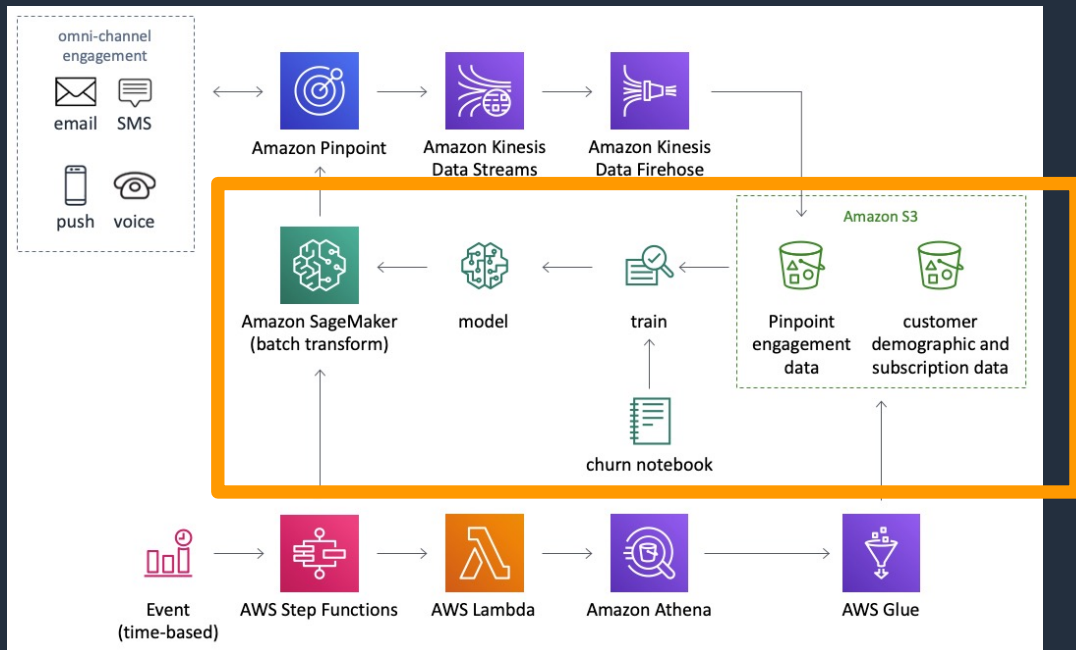 omni-channel
engagement
email
SMS
push
voice
Amazon Pinpoint
Amazon Kinesis
Data Streams
Amazon Kinesis
Data Firehose
Amazon S3
Amazon SageMaker
(batch transform)
model
train
Pinpoint
engagement
data
customer
demographic and
subscription data
churn notebook
Event
(time-based)
AWS Step Functions
AWS Lambda
Amazon Athena
AWS Glue